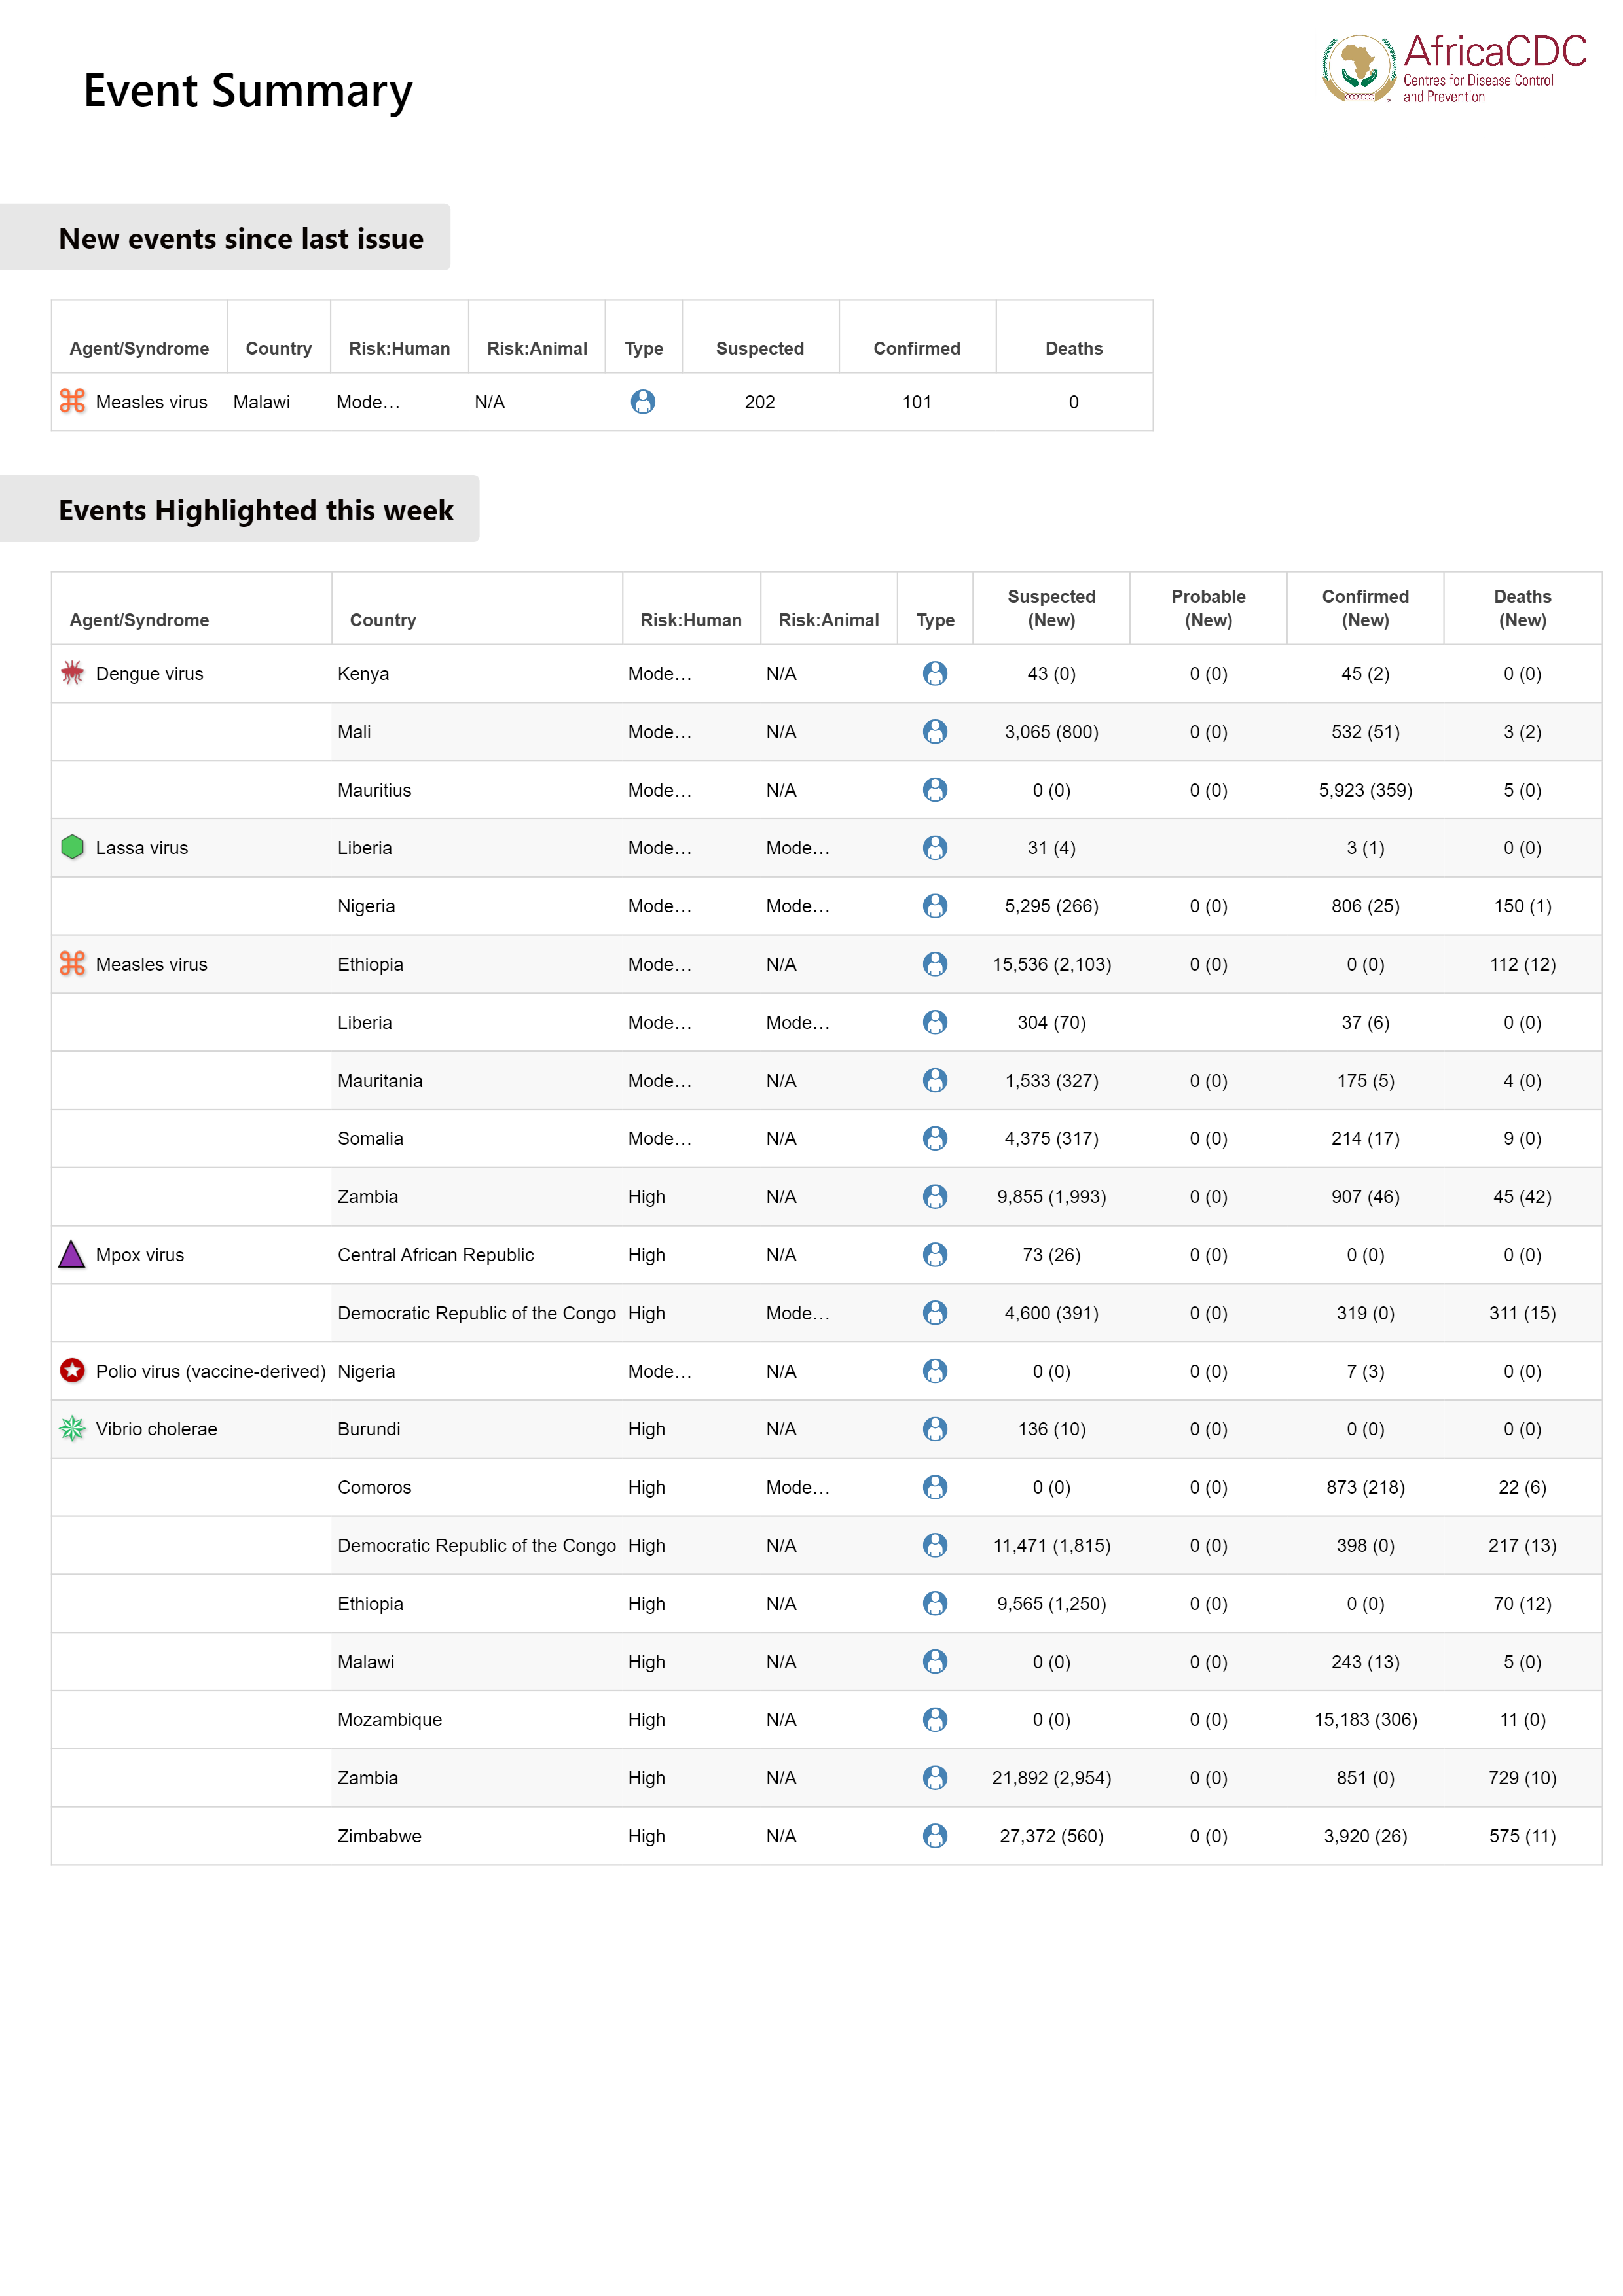 Event Summary
AfricaCDC
Centres for Disease Control
and Prevention
New events since last issue
Agent/Syndrome Country Risk:Human Risk:Animal Type Suspected Confirmed Deaths
Measles virus Malawi Mode… N/A 202 101 0
Events Highlighted this week
Agent/Syndrome Country Risk:Human Risk:Animal Type Suspected (New) Probable (New) Confirmed (New) Deaths (New)
Dengue virus Kenya Mode… N/A 43 (0) 0 (0) 45 (2) 0 (0)
Mali Mode… N/A 3,065 (800) 0 (0) 532 (51) 3 (2)
Mauritius Mode… N/A 0 (0) 0 (0) 5,923 (359) 5 (0)
Lassa virus Liberia Mode… Mode… 31 (4) 3 (1) 0 (0)
Nigeria Mode… Mode… 5,295 (266) 0 (0) 806 (25) 150 (1)
Measles virus Ethiopia Mode… N/A 15,536 (2,103) 0 (0) 0 (0) 112 (12)
Liberia Mode… Mode… 304 (70) 37 (6) 0 (0)
Mauritania Mode… N/A 1,533 (327) 0 (0) 175 (5) 4 (0)
Somalia Mode… N/A 4,375 (317) 0 (0) 214 (17) 9 (0)
Zambia High N/A 9,855 (1,993) 0 (0) 907 (46) 45 (42)
Mpox virus Central African Republic High N/A 73 (26) 0 (0) 0 (0) 0 (0)
Democratic Republic of the Congo High Mode… 4,600 (391) 0 (0) 319 (0) 311 (15)
Polio virus (vaccine-derived) Nigeria Mode… N/A 0 (0) 0 (0) 7 (3) 0 (0)
Vibrio cholerae Burundi High N/A 136 (10) 0 (0) 0 (0) 0 (0)
Comoros High Mode… 0 (0) 0 (0) 873 (218) 22 (6)
Democratic Republic of the Congo High N/A 11,471 (1,815) 0 (0) 398 (0) 217 (13)
Ethiopia High N/A 9,565 (1,250) 0 (0) 0 (0) 70 (12)
Malawi High N/A 0 (0) 0 (0) 243 (13) 5 (0)
Mozambique High N/A 0 (0) 0 (0) 15,183 (306) 11 (0)
Zambia High N/A 21,892 (2,954) 0 (0) 851 (0) 729 (10)
Zimbabwe High N/A 27,372 (560) 0 (0) 3,920 (26) 575 (11)